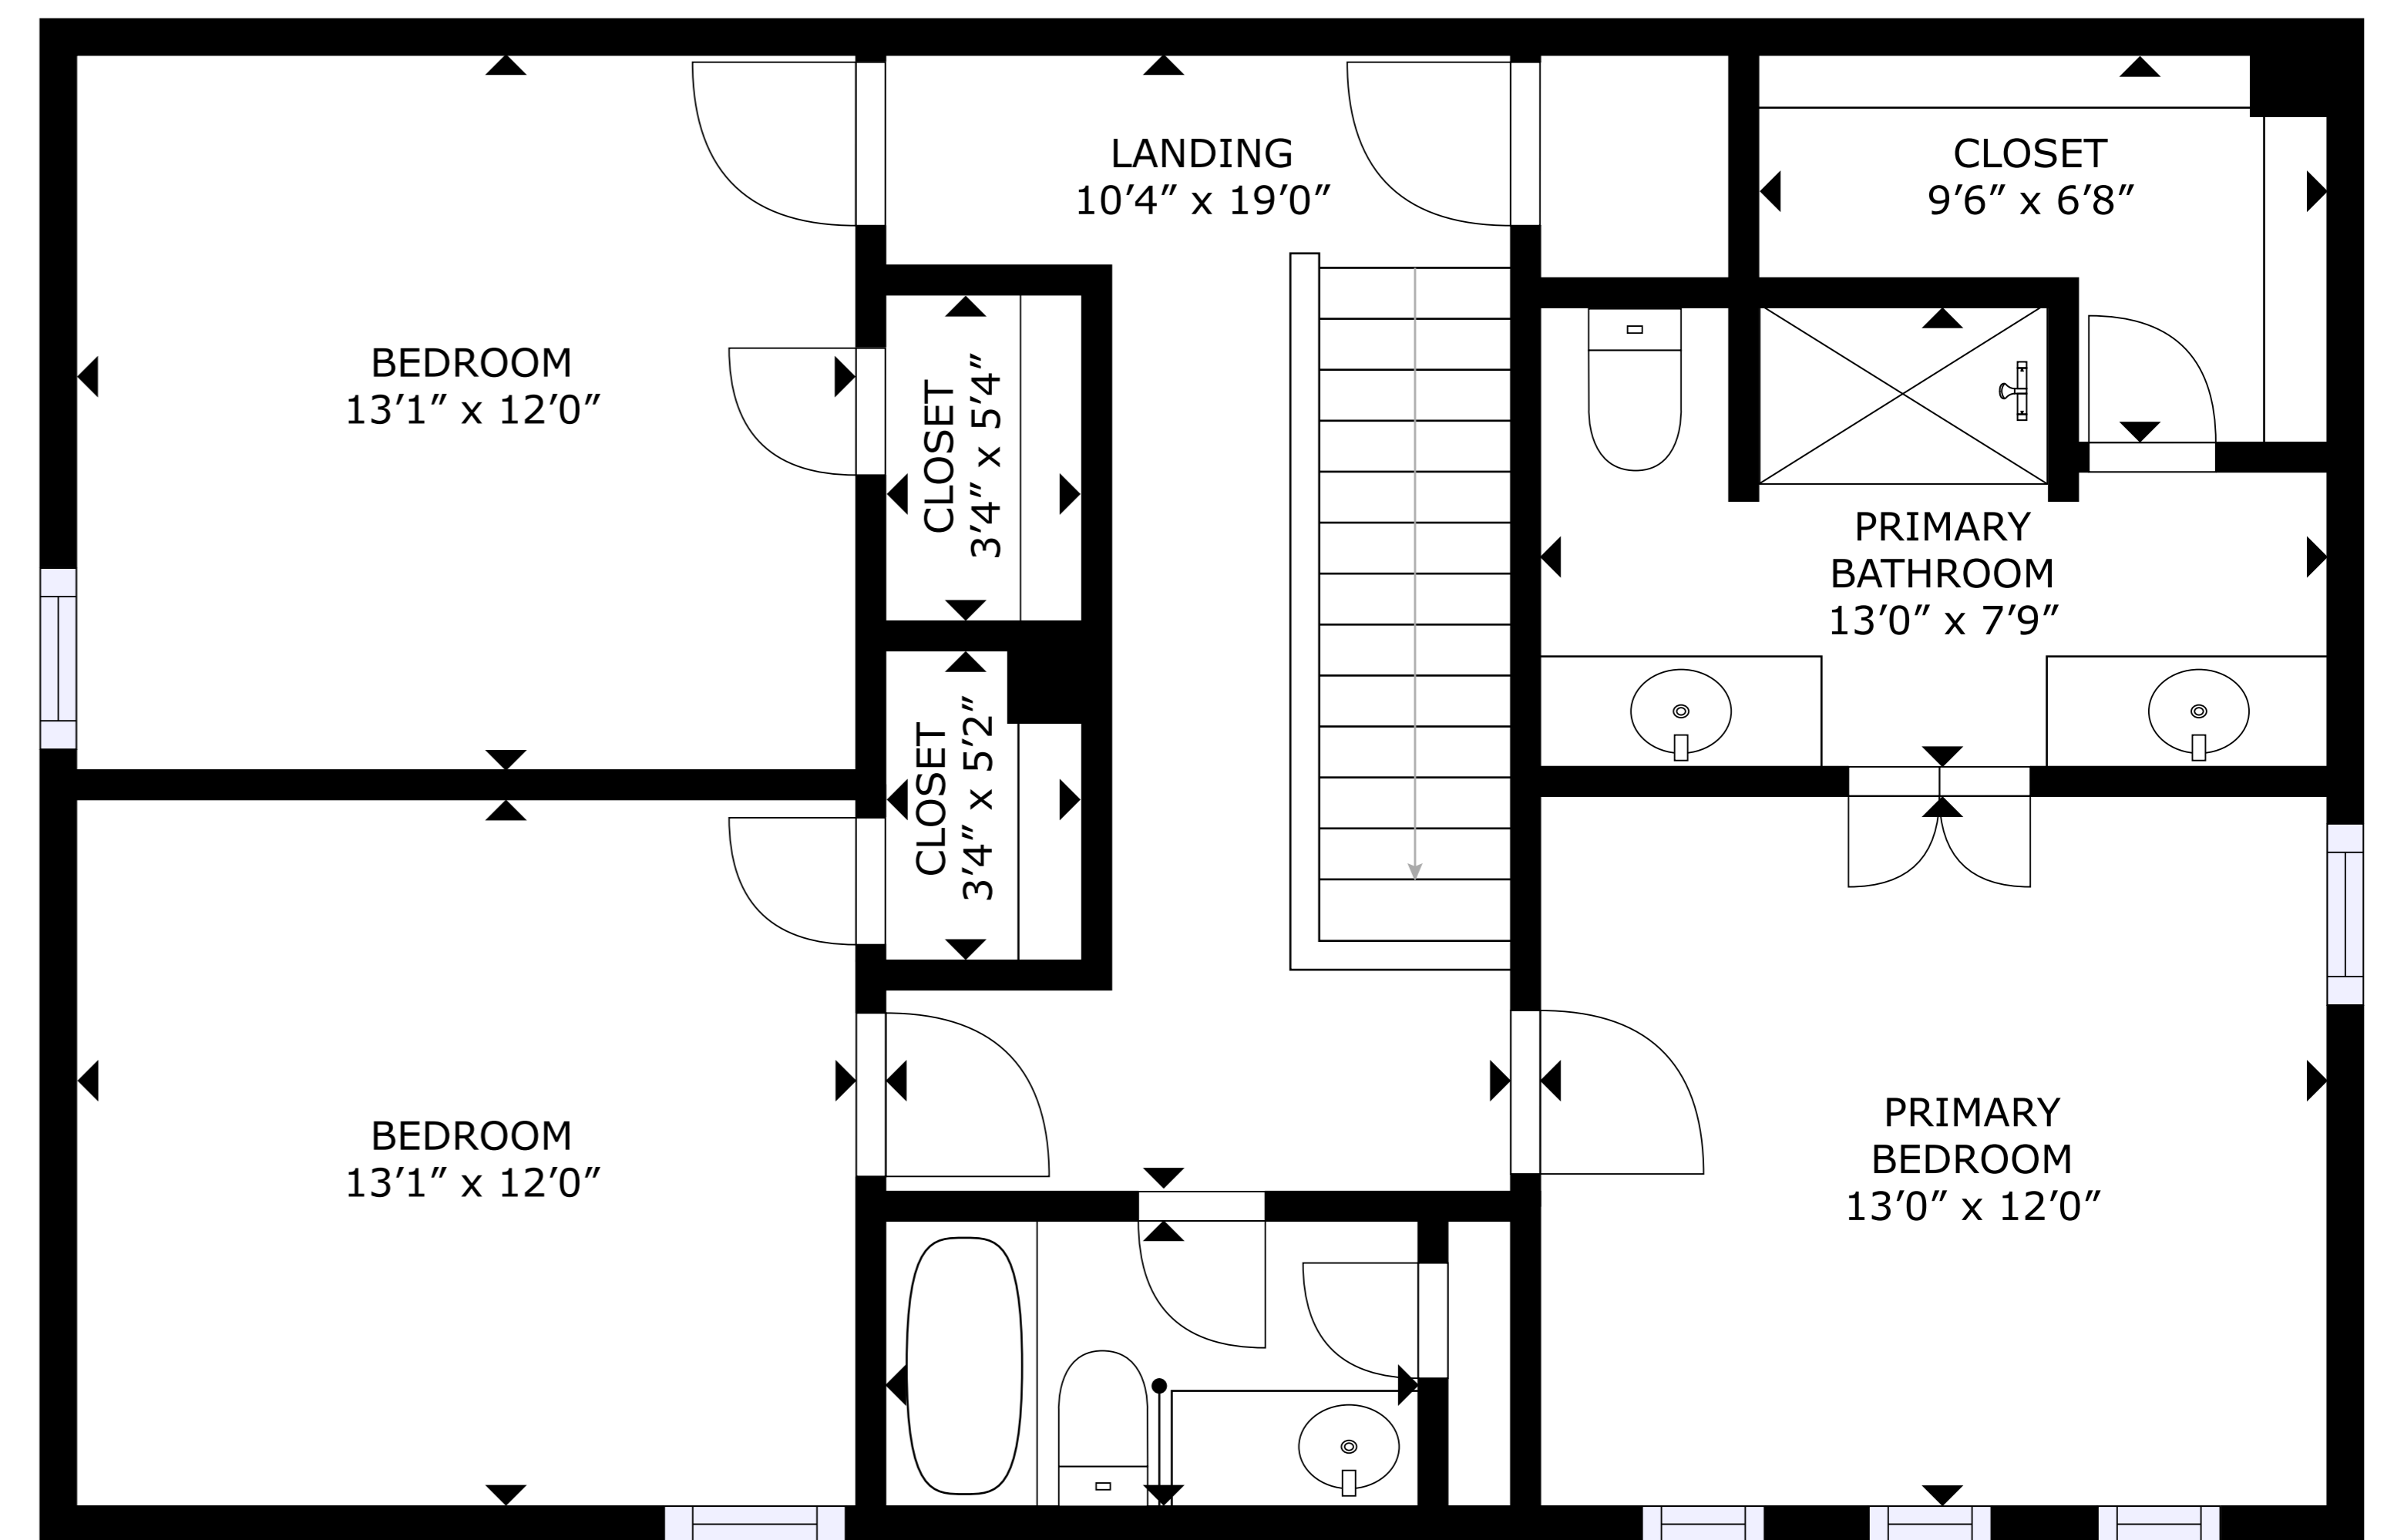 LANDING
10′4″ x 19′0″
CLOSET
9′6″ x 6′8″
BEDROOM
13′1″ x 12′0″
CLOSET
3′4″ x 5′4″
PRIMARY
BATHROOM
13′0″ x 7′9″
CLOSET
3′4″ x 5′2″
BEDROOM
13′1″ x 12′0″
PRIMARY
BEDROOM
13′0″ x 12′0″